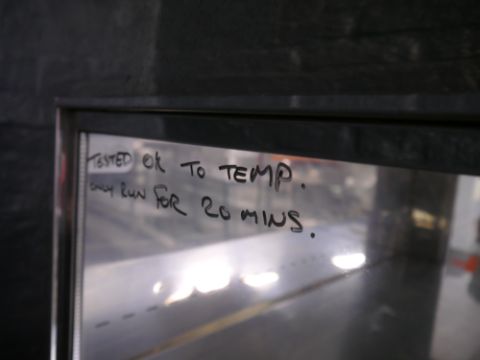 TESTED OK TO TEMP.
ONLY RUN FOR 20 MINS.